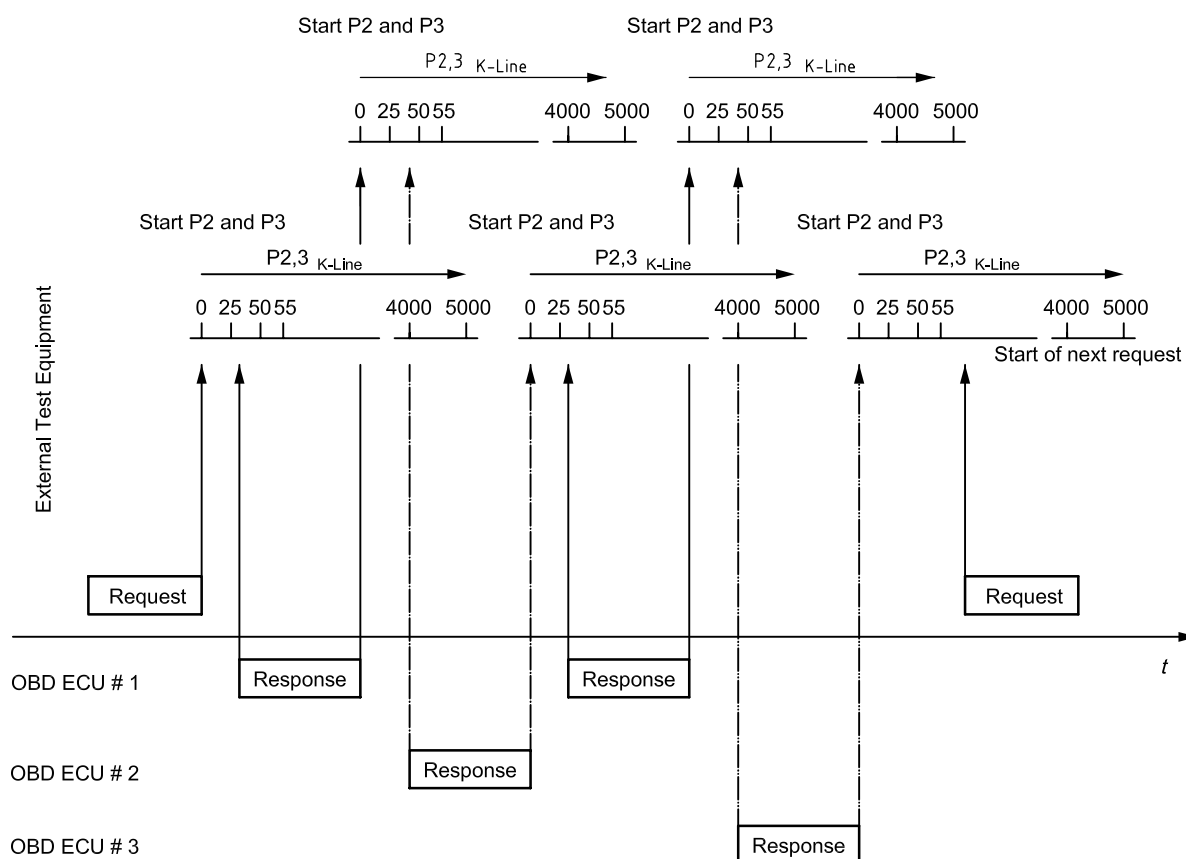 Start P2 and P3 Start P2 and P3
P2,3 K-Line P2,3 K-Line
0 25 50 55 4000 5000 0 25 50 55 4000 5000
Start P2 and P3 Start P2 and P3 Start P2 and P3
P2,3 K-Line P2,3 K-Line P2,3 K-Line
0 25 50 55 4000 5000 0 25 50 55 4000 5000 0 25 50 55 4000 5000
Start of next request
External Test Equipment
Request Request
t
OBD ECU # 1 Response Response
OBD ECU # 2 Response
OBD ECU # 3 Response